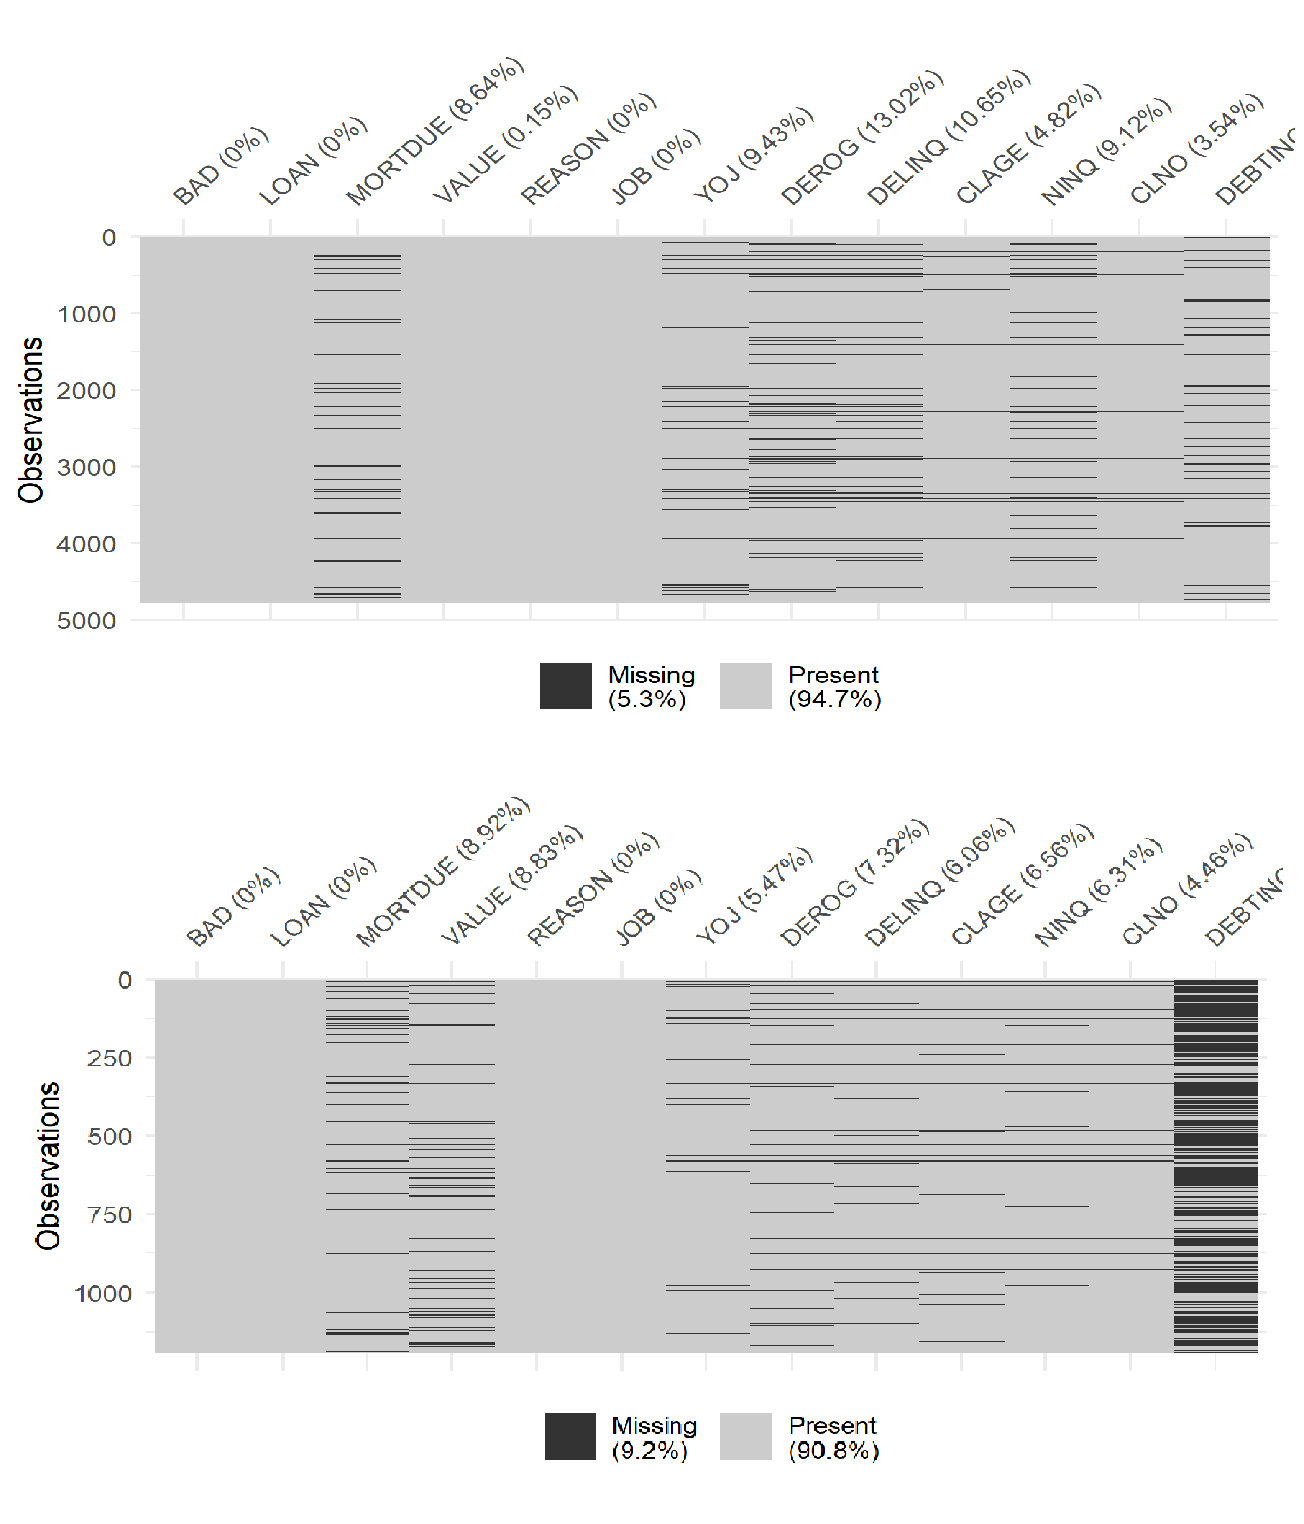 BAD (0%)
LOAN (0%)
MORTDUE (8.64%)
VALUE (0.15%)
REASON (0%)
JOB (0%)
YOJ (9.43%)
DEROG (13.02%)
DELINQ (10.65%)
CLAGE (4.82%)
NINQ (9.12%)
CLNO (3.54%)
DEBTINC
0
1000
2000
3000
4000
5000
Observations
Missing
(5.3%)
Present
(94.7%)
BAD (0%)
LOAN (0%)
MORTDUE (8.92%)
VALUE (8.83%)
REASON (0%)
JOB (0%)
YOJ (5.47%)
DEROG (7.32%)
DELINQ (6.06%)
CLAGE (6.56%)
NINQ (6.31%)
CLNO (4.46%)
DEBTINC
0
250
500
750
1000
Observations
Missing
(9.2%)
Present
(90.8%)